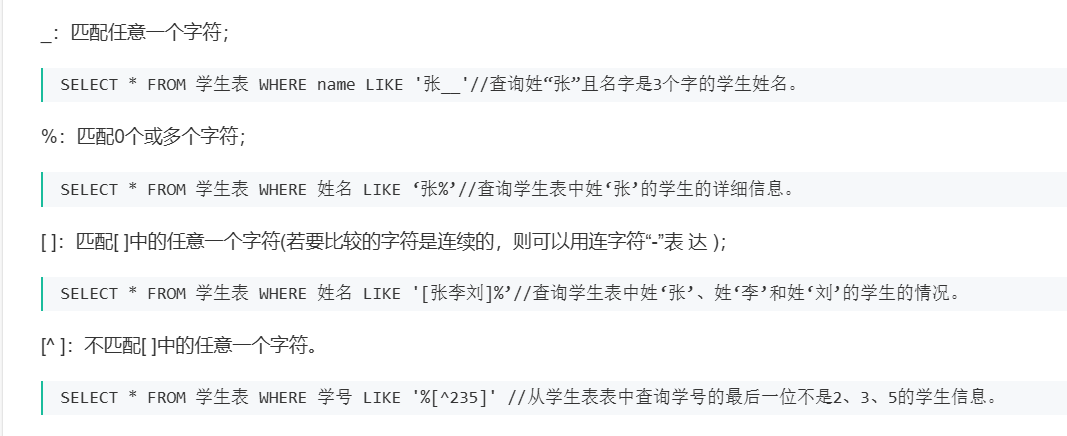 _：匹配任意一个字符；
SELECT * FROM 学生表 WHERE name LIKE '张__'//查询姓“张”且名字是3个字的学生姓名。
%：匹配0个或多个字符；
SELECT * FROM 学生表 WHERE 姓名 LIKE ‘张%’//查询学生表中姓‘张’的学生的详细信息。
[ ]：匹配[ ]中的任意一个字符(若要比较的字符是连续的，则可以用连字符“-”表 达 )；
SELECT * FROM 学生表 WHERE 姓名 LIKE '[张李刘]%’//查询学生表中姓‘张’、姓‘李’和姓‘刘’的学生的情况。
[^ ]：不匹配[ ]中的任意一个字符。
SELECT * FROM 学生表 WHERE 学号 LIKE '%[^235]' //从学生表表中查询学号的最后一位不是2、3、5的学生信息。